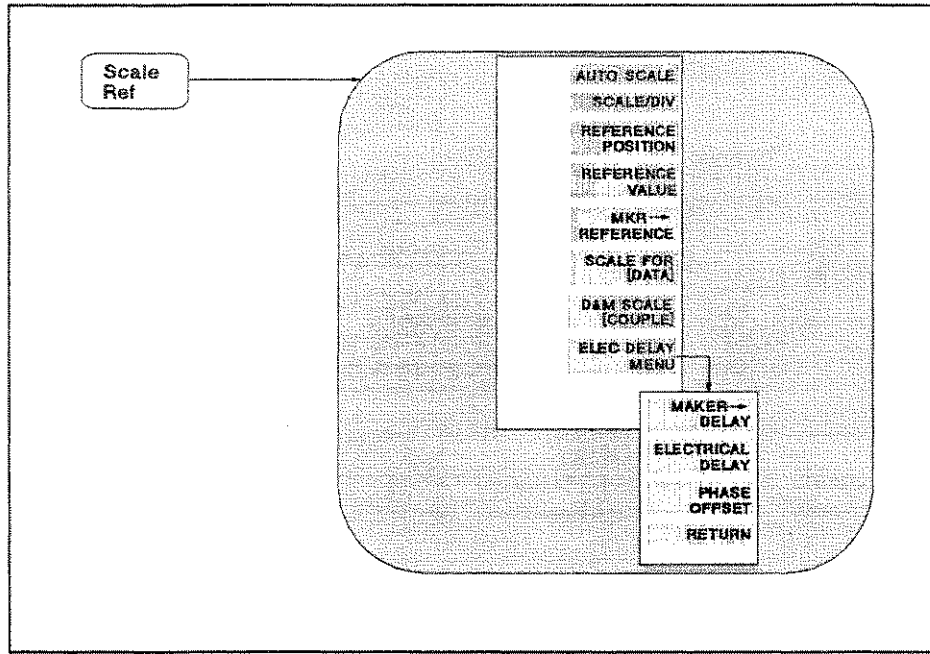 Scale
Ref
AUTO SCALE
SCALE/DIV
REFERENCE
POSITION
REFERENCE
VALUE
MKR→
REFERENCE
SCALE FOR
[DATA]
D&M SCALE
[COUPLE]
ELEC DELAY
MENU
MAKER→
DELAY
ELECTRICAL
DELAY
PHASE
OFFSET
RETURN